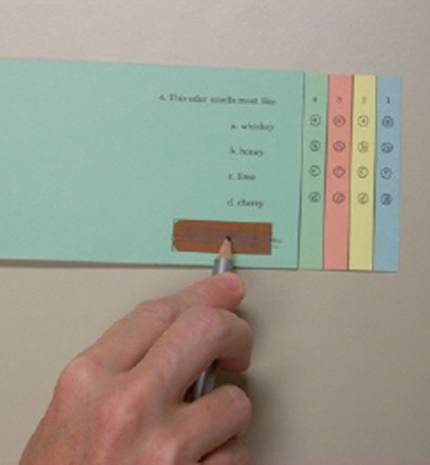 4. This odor smells most like:
a. whiskey
b. honey
c. lime
d. cherry
4 3 2 1